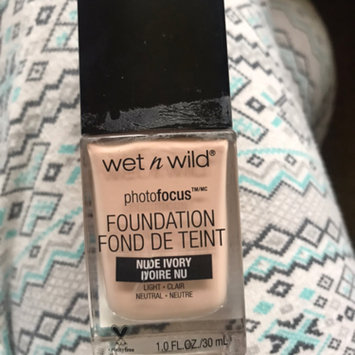 wet n wild®
photofocus™/MC
FOUNDATION
FOND DE TEINT
NUDE IVORY
IVOIRE NU
LIGHT • CLAIR
NEUTRAL • NEUTRE
1.0 FL.OZ./30 mL